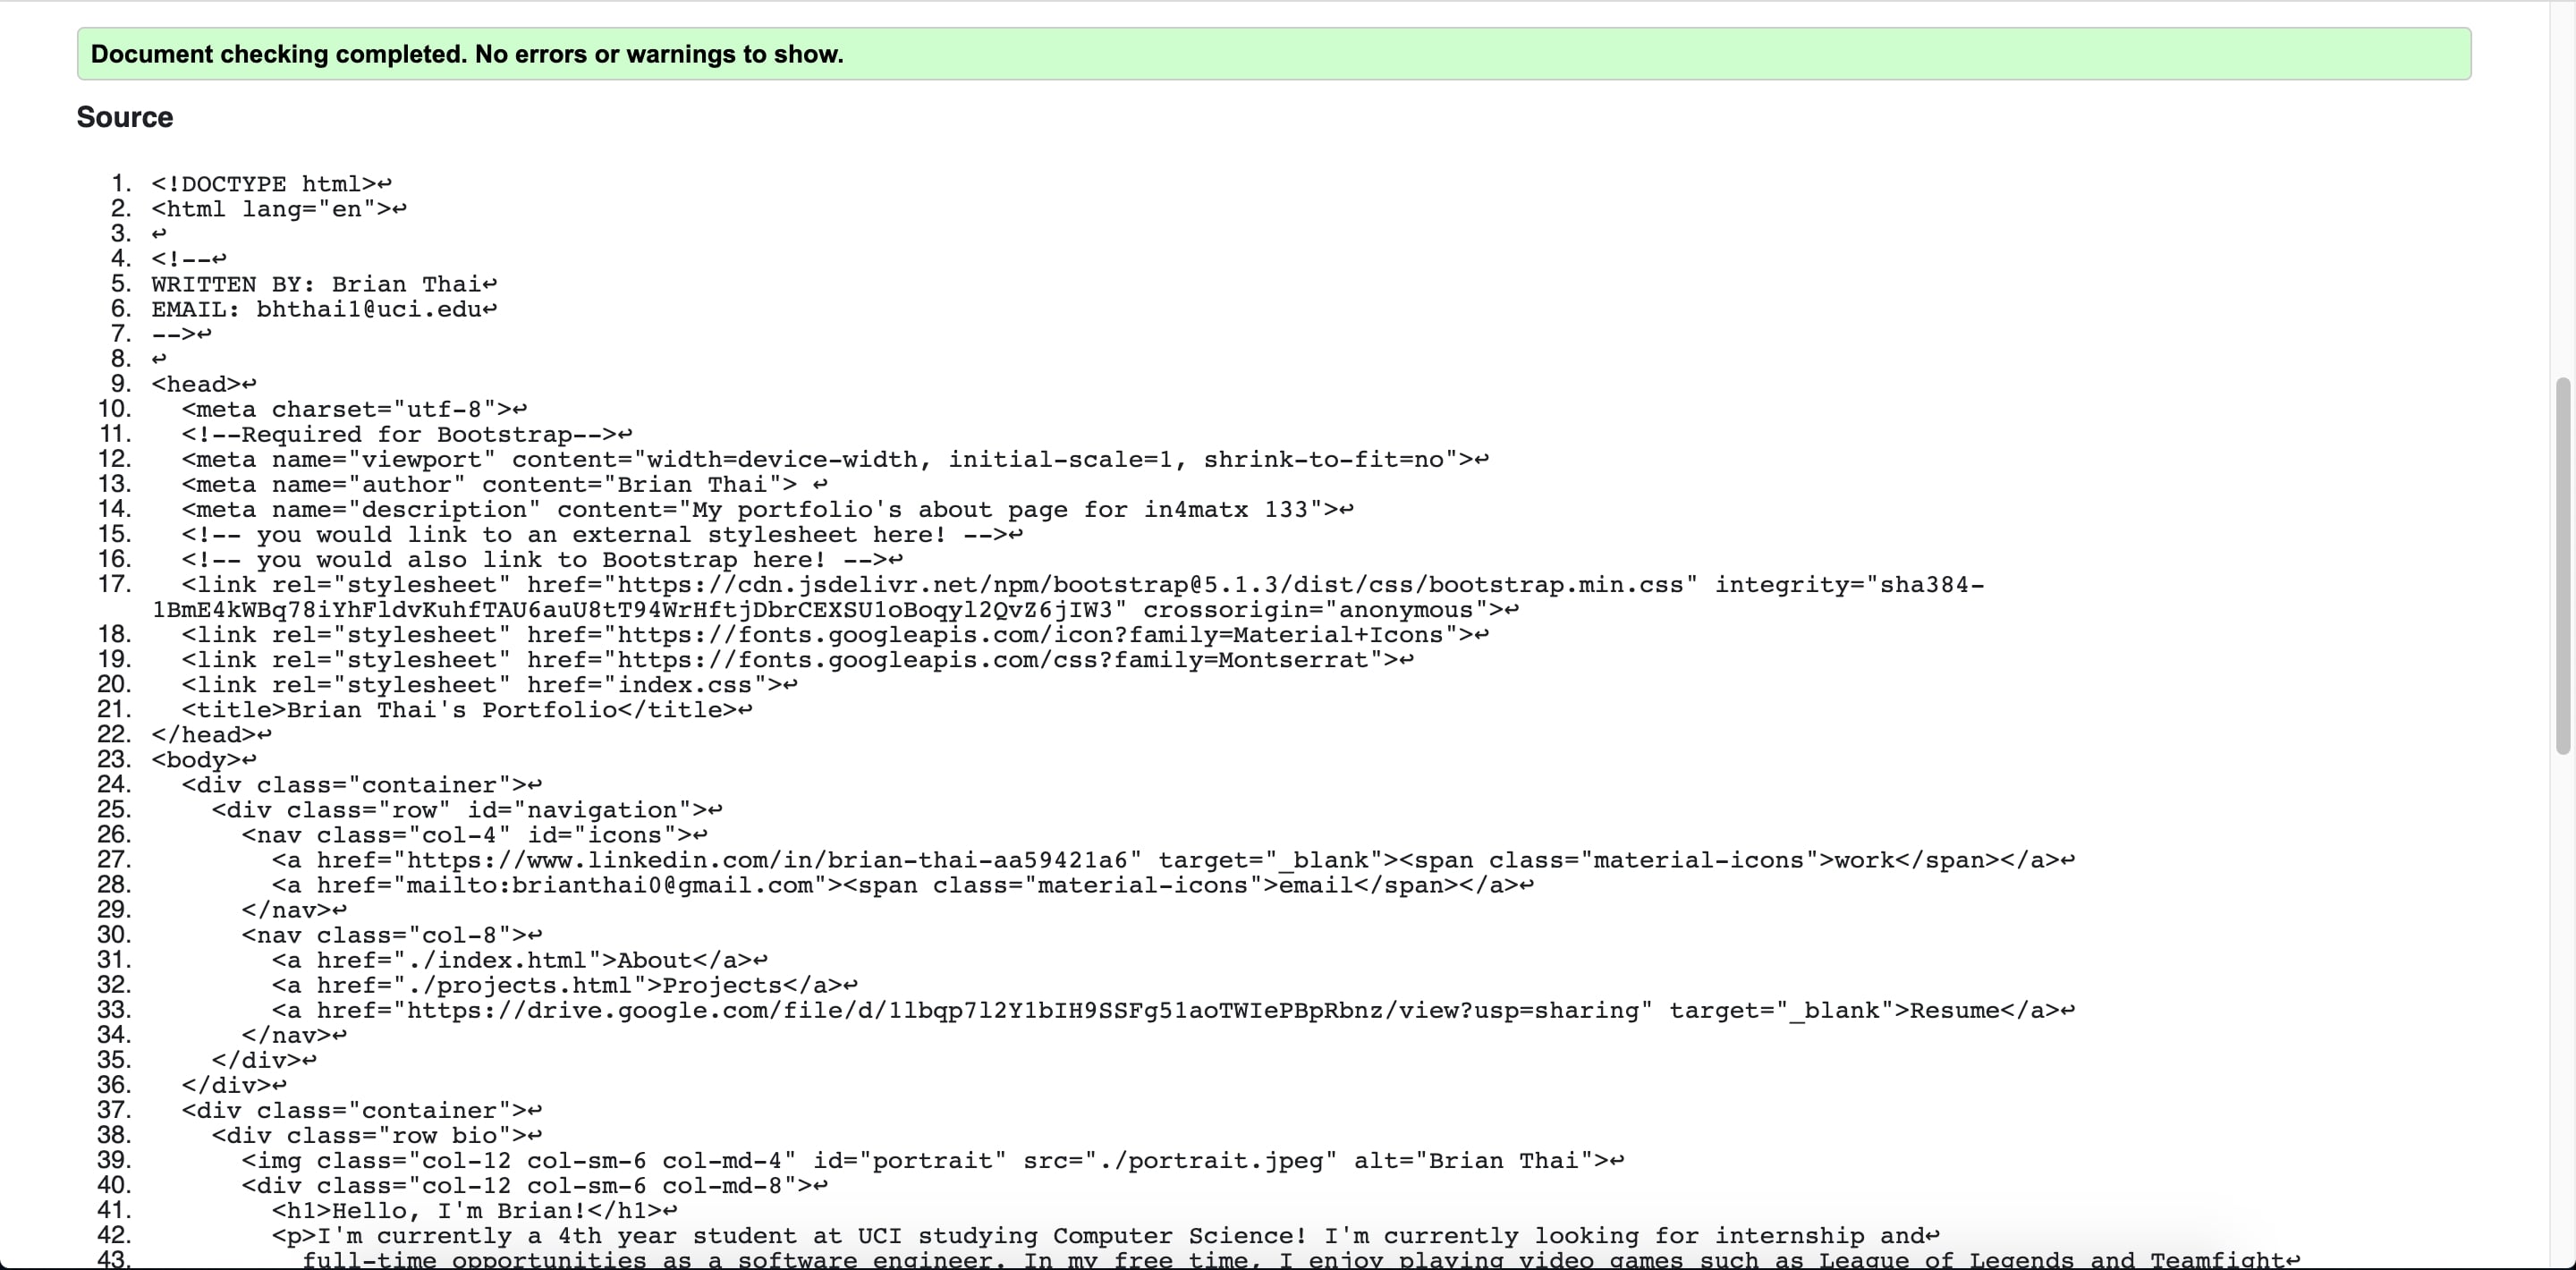 Document checking completed. No errors or warnings to show.
Source
1. <!DOCTYPE html>↩
2. <html lang="en">↩
3. ↩
4. <!--↩
5. WRITTEN BY: Brian Thai↩
6. EMAIL: bhthai1@uci.edu↩
7. -->↩
8. ↩
9. <head>↩
10. <meta charset="utf-8">↩
11. <!--Required for Bootstrap-->↩
12. <meta name="viewport" content="width=device-width, initial-scale=1, shrink-to-fit=no">↩
13. <meta name="author" content="Brian Thai"> ↩
14. <meta name="description" content="My portfolio's about page for in4matx 133">↩
15. <!-- you would link to an external stylesheet here! -->↩
16. <!-- you would also link to Bootstrap here! -->↩
17. <link rel="stylesheet" href="https://cdn.jsdelivr.net/npm/bootstrap@5.1.3/dist/css/bootstrap.min.css" integrity="sha384-
1BmE4kWBq78iYhFldvKuhfTAU6auU8tT94WrHftjDbrCEXSU1oBoqyl2QvZ6jIW3" crossorigin="anonymous">↩
18. <link rel="stylesheet" href="https://fonts.googleapis.com/icon?family=Material+Icons">↩
19. <link rel="stylesheet" href="https://fonts.googleapis.com/css?family=Montserrat">↩
20. <link rel="stylesheet" href="index.css">↩
21. <title>Brian Thai's Portfolio</title>↩
22. </head>↩
23. <body>↩
24. <div class="container">↩
25. <div class="row" id="navigation">↩
26. <nav class="col-4" id="icons">↩
27. <a href="https://www.linkedin.com/in/brian-thai-aa59421a6" target="_blank"><span class="material-icons">work</span></a>↩
28. <a href="mailto:brianthai0@gmail.com"><span class="material-icons">email</span></a>↩
29. </nav>↩
30. <nav class="col-8">↩
31. <a href="./index.html">About</a>↩
32. <a href="./projects.html">Projects</a>↩
33. <a href="https://drive.google.com/file/d/1lbqp7l2Y1bIH9SSFg51aoTWIePBpRbnz/view?usp=sharing" target="_blank">Resume</a>↩
34. </nav>↩
35. </div>↩
36. </div>↩
37. <div class="container">↩
38. <div class="row bio">↩
39. <img class="col-12 col-sm-6 col-md-4" id="portrait" src="./portrait.jpeg" alt="Brian Thai">↩
40. <div class="col-12 col-sm-6 col-md-8">↩
41. <h1>Hello, I'm Brian!</h1>↩
42. <p>I'm currently a 4th year student at UCI studying Computer Science! I'm currently looking for internship and↩
43. full-time opportunities as a software engineer. In my free time, I enjoy playing video games such as League of Legends and Teamfight↩